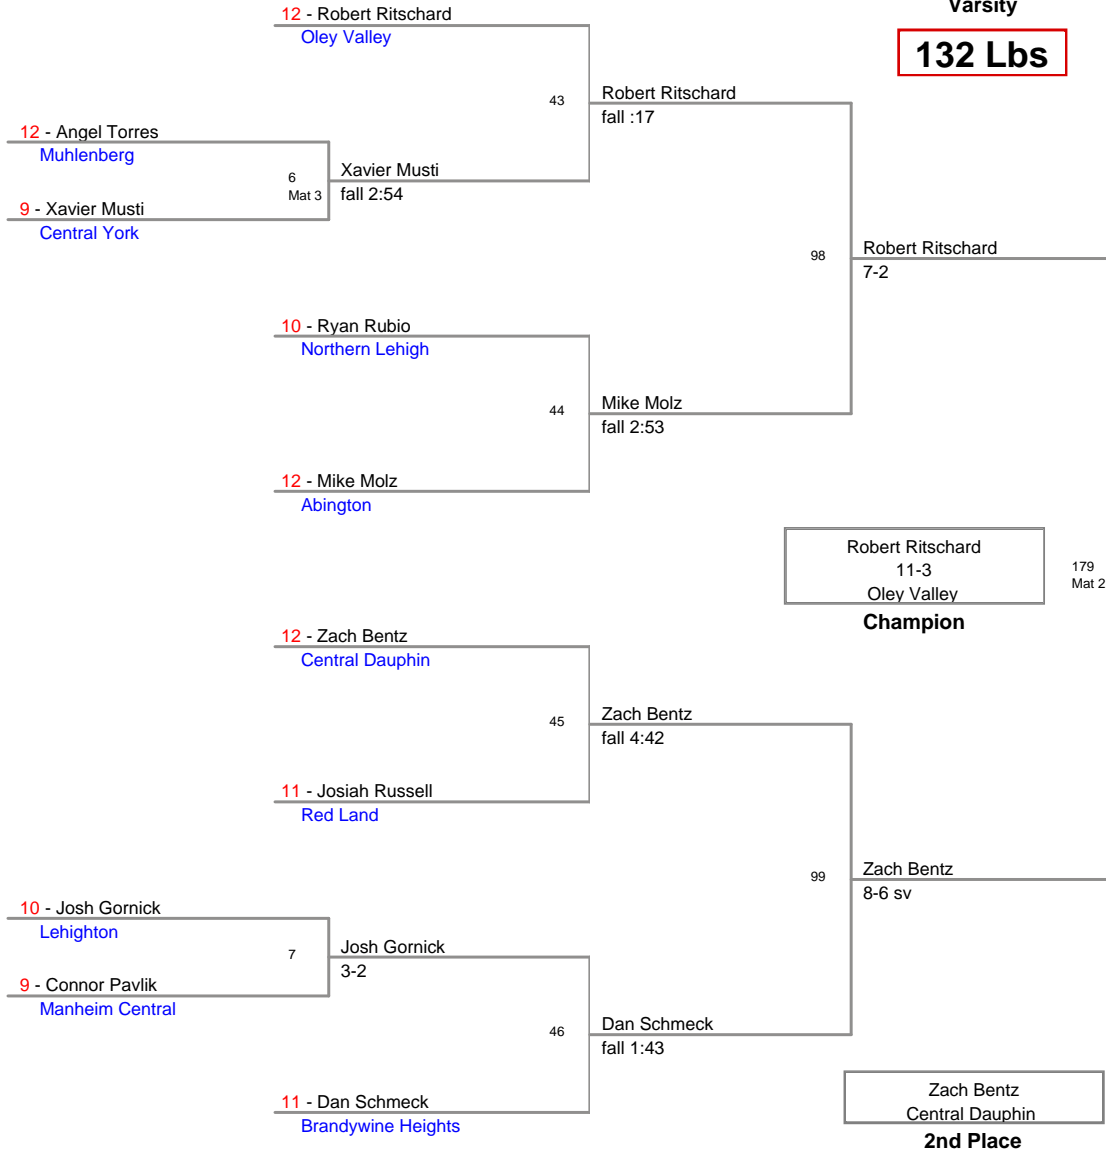 Varsity
132 Lbs
12 - Robert Ritschard
Oley Valley
43
Robert Ritschard
fall :17
12 - Angel Torres
Muhlenberg
6
Mat 3
Xavier Musti
fall 2:54
9 - Xavier Musti
Central York
98
Robert Ritschard
7-2
10 - Ryan Rubio
Northern Lehigh
44
Mike Molz
fall 2:53
12 - Mike Molz
Abington
Robert Ritschard
11-3
Oley Valley
179
Mat 2
Champion
12 - Zach Bentz
Central Dauphin
45
Zach Bentz
fall 4:42
11 - Josiah Russell
Red Land
99
Zach Bentz
8-6 sv
10 - Josh Gornick
Lehighton
7
Josh Gornick
3-2
9 - Connor Pavlik
Manheim Central
46
Dan Schmeck
fall 1:43
11 - Dan Schmeck
Brandywine Heights
Zach Bentz
Central Dauphin
2nd Place